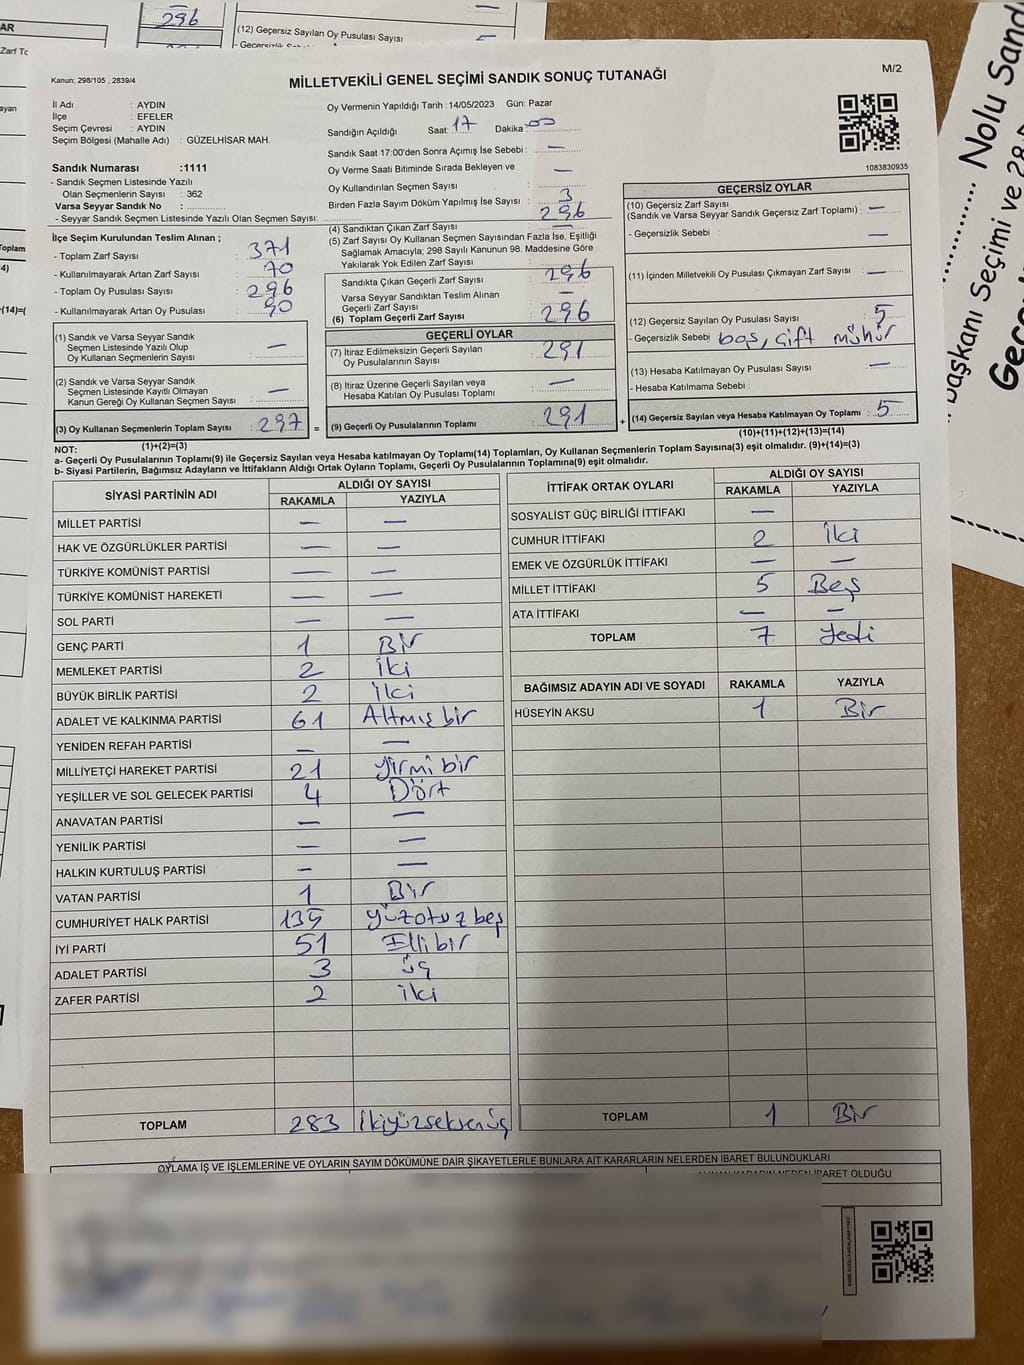 296
(12) Geçersiz Sayılan Oy Pusulası Sayısı
Nolu Sandı
başkanı Seçimi ve 28.
M/2
Kanun: 298/105 , 2839/4
MİLLETVEKİLİ GENEL SEÇİMİ SANDIK SONUÇ TUTANAĞI
İl Adı : AYDIN
İlçe : EFELER
Seçim Çevresi : AYDIN
Seçim Bölgesi (Mahalle Adı) : GÜZELHİSAR MAH.
Sandık Numarası :1111
- Sandık Seçmen Listesinde Yazılı
Olan Seçmenlerin Sayısı : 362
Varsa Seyyar Sandık No :
- Seyyar Sandık Seçmen Listesinde Yazılı Olan Seçmen Sayısı:
Oy Vermenin Yapıldığı Tarih :14/05/2023 Gün: Pazar
Sandığın Açıldığı Saat: 17 Dakika: 00
Sandık Saat 17:00'den Sonra Açımış İse Sebebi : —
Oy Verme Saati Bitiminde Sırada Bekleyen ve
Oy Kullandırılan Seçmen Sayısı : —
Birden Fazla Sayım Döküm Yapılmış İse Sayısı : 3
(4) Sandıktan Çıkan Zarf Sayısı : 296
(5) Zarf Sayısı Oy Kullanan Seçmen Sayısından Fazla İse, Eşitliği
Sağlamak Amacıyla; 298 Sayılı Kanunun 98. Maddesine Göre
Yakılarak Yok Edilen Zarf Sayısı : —
Sandıkta Çıkan Geçerli Zarf Sayısı : 296
Varsa Seyyar Sandıktan Teslim Alınan
Geçerli Zarf Sayısı : —
(6) Toplam Geçerli Zarf Sayısı : 296
1083830935
İlçe Seçim Kurulundan Teslim Alınan ;
- Toplam Zarf Sayısı : 371
- Kullanılmayarak Artan Zarf Sayısı : 70
- Toplam Oy Pusulası Sayısı : 296
- Kullanılmayarak Artan Oy Pusulası : 90
(1) Sandık ve Varsa Seyyar Sandık
Seçmen Listesinde Yazılı Olup
Oy Kullanan Seçmenlerin Sayısı : —
(2) Sandık ve Varsa Seyyar Sandık
Seçmen Listesinde Kayıtlı Olmayan
Kanun Gereği Oy Kullanan Seçmen Sayısı : —
(3) Oy Kullanan Seçmenlerin Toplam Sayısı : 297
(1)+(2)=(3)
GEÇERLİ OYLAR
(7) İtiraz Edilmeksizin Geçerli Sayılan
Oy Pusulalarının Sayısı : 291
(8) İtiraz Üzerine Geçerli Sayılan veya
Hesaba Katılan Oy Pusulası Toplamı : —
(9) Geçerli Oy Pusulalarının Toplamı : 291
GEÇERSİZ OYLAR
(10) Geçersiz Zarf Sayısı
(Sandık ve Varsa Seyyar Sandık Geçersiz Zarf Toplamı) : —
- Geçersizlik Sebebi : —
(11) İçinden Milletvekili Oy Pusulası Çıkmayan Zarf Sayısı : —
(12) Geçersiz Sayılan Oy Pusulası Sayısı : 5
- Geçersizlik Sebebi : boş, çift mühür
(13) Hesaba Katılmayan Oy Pusulası Sayısı : —
- Hesaba Katılmama Sebebi :
(14) Geçersiz Sayılan veya Hesaba Katılmayan Oy Toplamı : 5
(10)+(11)+(12)+(13)=(14)
NOT:
a- Geçerli Oy Pusulalarının Toplamı(9) ile Geçersiz Sayılan veya Hesaba katılmayan Oy Toplamı(14) Toplamları, Oy Kullanan Seçmenlerin Toplam Sayısına(3) eşit olmalıdır. (9)+(14)=(3)
b- Siyasi Partilerin, Bağımsız Adayların ve İttifakların Aldığı Ortak Oyların Toplamı, Geçerli Oy Pusulalarının Toplamına(9) eşit olmalıdır.
SİYASİ PARTİNİN ADI ALDIĞI OY SAYISI
RAKAMLA YAZIYLA
MİLLET PARTİSİ — —
HAK VE ÖZGÜRLÜKLER PARTİSİ — —
TÜRKİYE KOMÜNİST PARTİSİ — —
TÜRKİYE KOMÜNİST HAREKETİ — —
SOL PARTİ — —
GENÇ PARTİ 1 Bir
MEMLEKET PARTİSİ 2 İki
BÜYÜK BİRLİK PARTİSİ 2 İki
ADALET VE KALKINMA PARTİSİ 61 Altmış bir
YENİDEN REFAH PARTİSİ — —
MİLLİYETÇİ HAREKET PARTİSİ 21 Yirmi bir
YEŞİLLER VE SOL GELECEK PARTİSİ 4 Dört
ANAVATAN PARTİSİ — —
YENİLİK PARTİSİ — —
HALKIN KURTULUŞ PARTİSİ — —
VATAN PARTİSİ 1 Bir
CUMHURİYET HALK PARTİSİ 135 yüzotuz beş
İYİ PARTİ 51 Elli bir
ADALET PARTİSİ 3 üç
ZAFER PARTİSİ 2 iki
TOPLAM 283 İkiyüzseksenüç
İTTİFAK ORTAK OYLARI ALDIĞI OY SAYISI
RAKAMLA YAZIYLA
SOSYALİST GÜÇ BİRLİĞİ İTTİFAKI —
CUMHUR İTTİFAKI 2 İki
EMEK VE ÖZGÜRLÜK İTTİFAKI — —
MİLLET İTTİFAKI 5 Beş
ATA İTTİFAKI — —
TOPLAM 7 Yedi
BAĞIMSIZ ADAYIN ADI VE SOYADI RAKAMLA YAZIYLA
HÜSEYİN AKSU 1 Bir
TOPLAM 1 Bir
OYLAMA İŞ VE İŞLEMLERİNE VE OYLARIN SAYIM DÖKÜMÜNE DAİR ŞİKAYETLERLE BUNLARA AİT KARARLARIN NELERDEN İBARET BULUNDUKLARI
ALINAN KARARIN NEDEN İBARET OLDUĞU